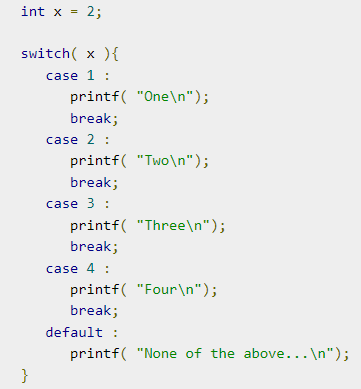 int x = 2;
switch( x ){
case 1 :
printf( "One\n");
break;
case 2 :
printf( "Two\n");
break;
case 3 :
printf( "Three\n");
break;
case 4 :
printf( "Four\n");
break;
default :
printf( "None of the above...\n");
}